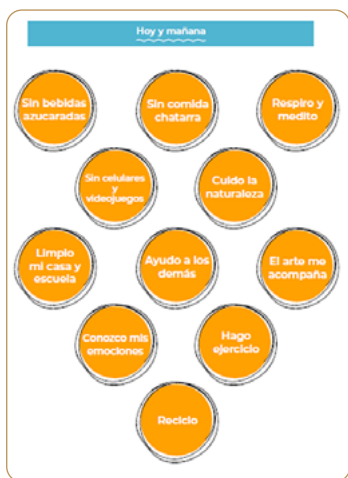 Hoy y mañana
Sin bebidas
azucaradas
Sin comida
chatarra
Respiro y
medito
Sin celulares
y
videojuegos
Cuido la
naturaleza
Limpio
mi casa y
escuela
Ayudo a los
demás
El arte me
acompaña
Conozco mis
emociones
Hago
ejercicio
Reciclo